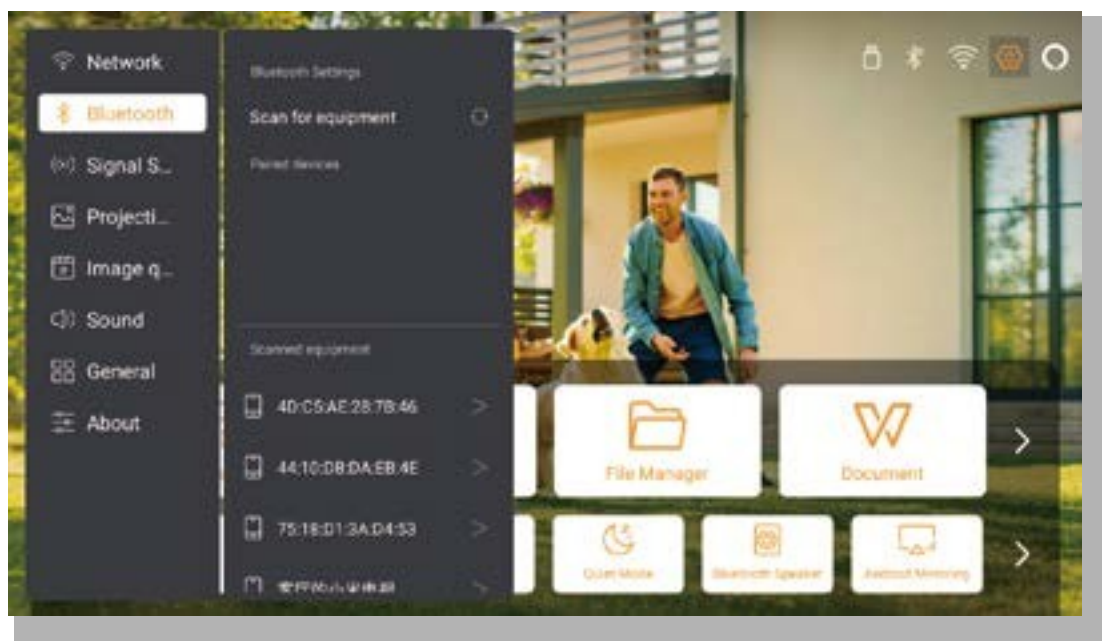 Network
Bluetooth
Signal S...
Projecti...
Image q...
Sound
General
About
Bluetooth Settings
Scan for equipment
Paired devices
Scanned equipment
4D:C5:AE:28:7B:46
44:10:DB:DA:EB:4E
75:18:D1:3A:D4:53
File Manager
Document
Quiet Mode
Bluetooth Speaker
Android Mirroring